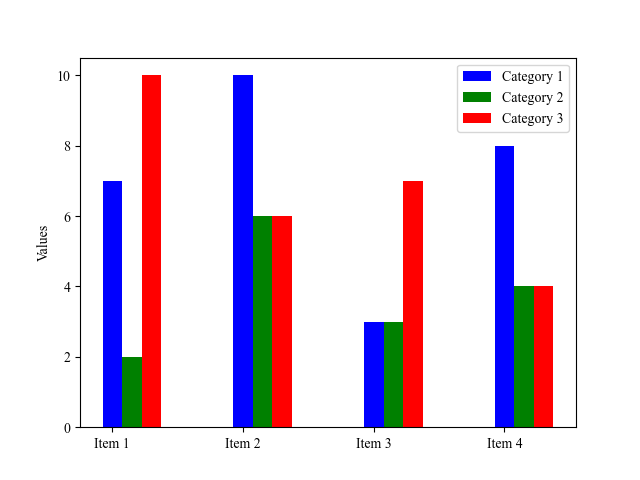 Category 1
Category 2
Category 3
Values
10
8
6
4
2
0
Item 1 Item 2 Item 3 Item 4